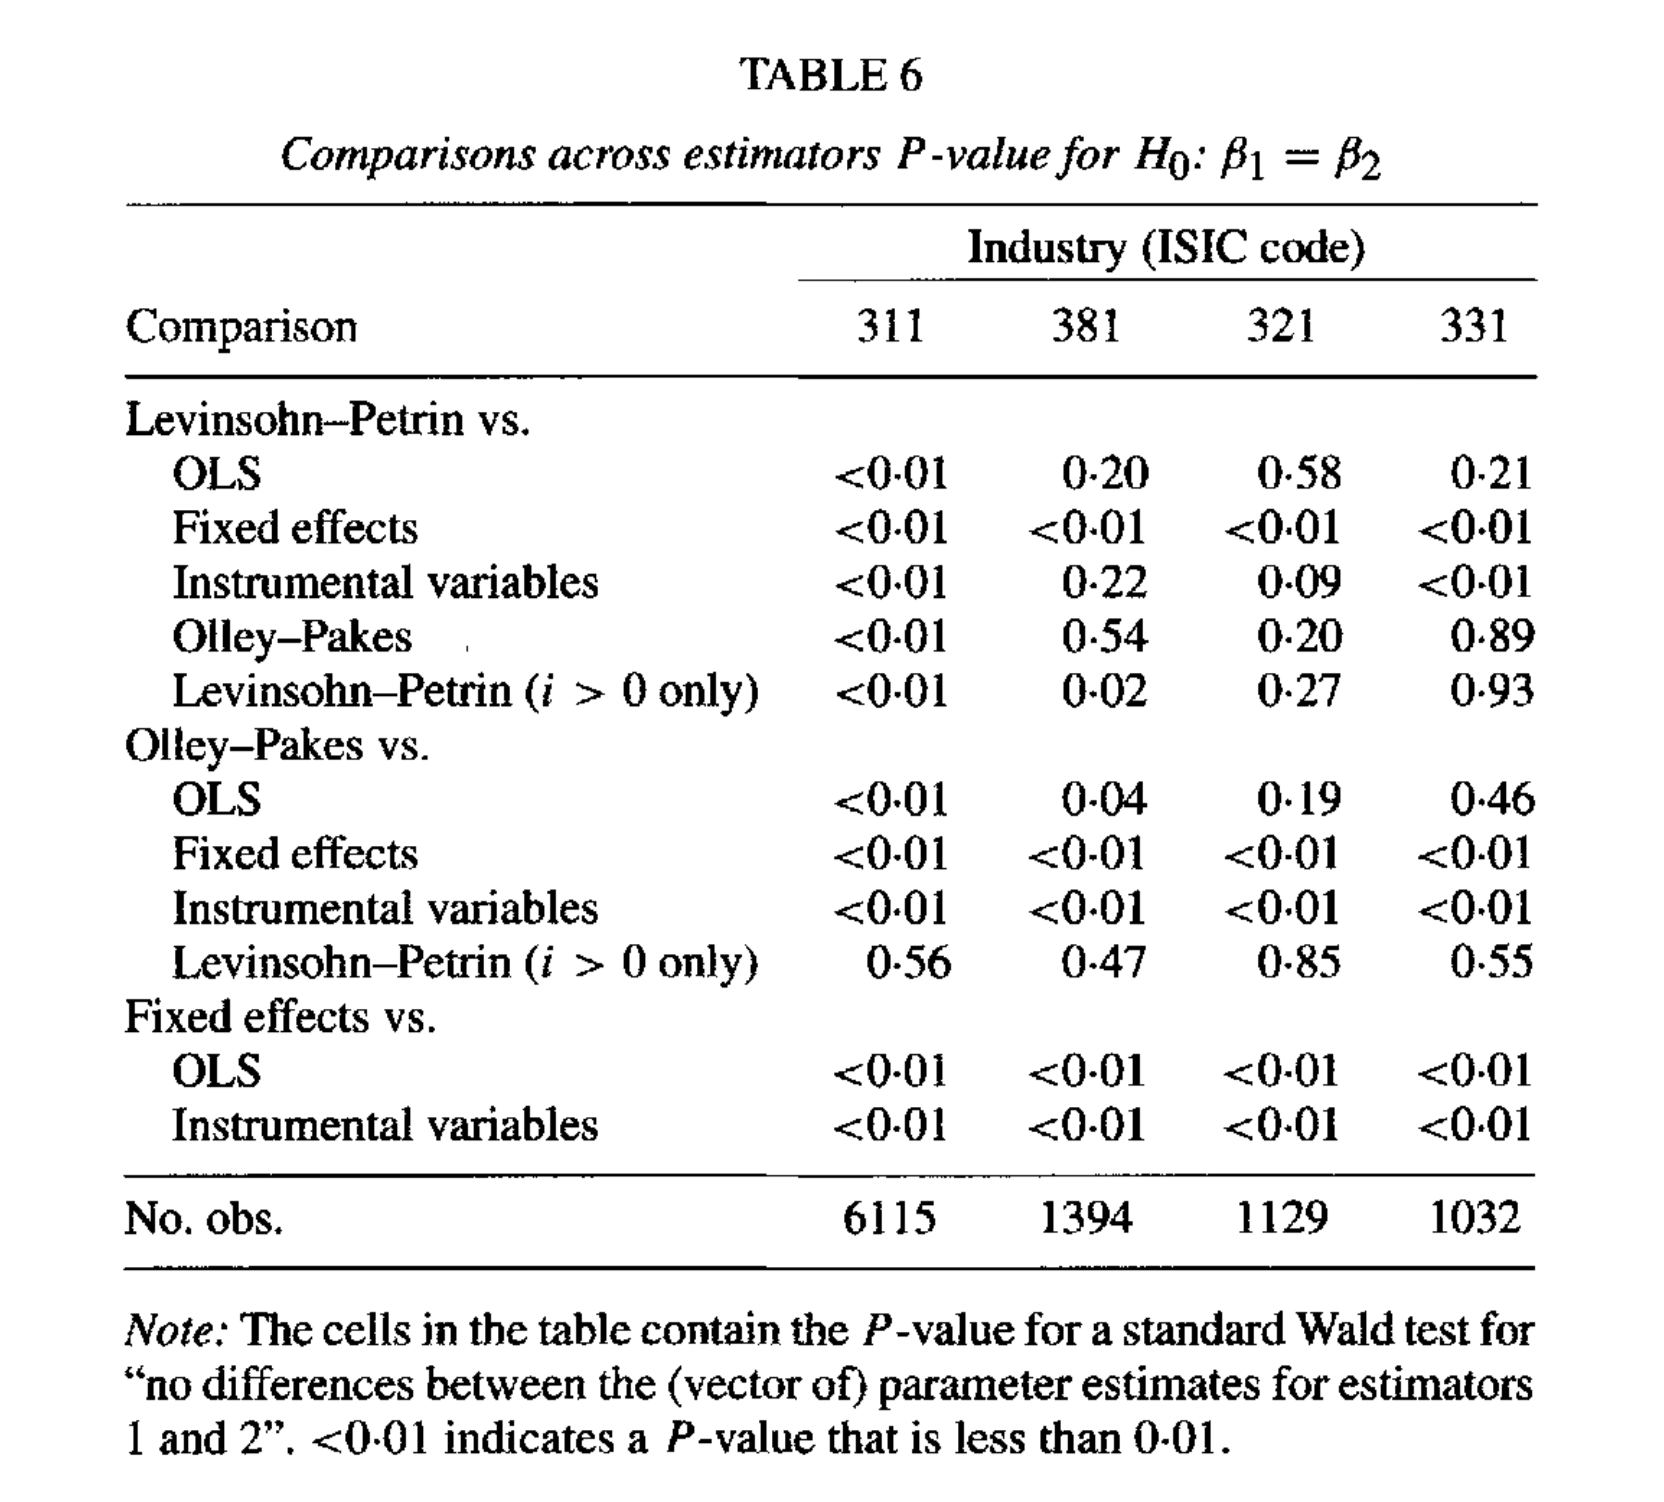 TABLE 6
Comparisons across estimators P-value for H₀: β₁ = β₂
Industry (ISIC code)
Comparison 311 381 321 331
Levinsohn–Petrin vs.
OLS <0·01 0·20 0·58 0·21
Fixed effects <0·01 <0·01 <0·01 <0·01
Instrumental variables <0·01 0·22 0·09 <0·01
Olley–Pakes <0·01 0·54 0·20 0·89
Levinsohn–Petrin (i > 0 only) <0·01 0·02 0·27 0·93
Olley–Pakes vs.
OLS <0·01 0·04 0·19 0·46
Fixed effects <0·01 <0·01 <0·01 <0·01
Instrumental variables <0·01 <0·01 <0·01 <0·01
Levinsohn–Petrin (i > 0 only) 0·56 0·47 0·85 0·55
Fixed effects vs.
OLS <0·01 <0·01 <0·01 <0·01
Instrumental variables <0·01 <0·01 <0·01 <0·01
No. obs. 6115 1394 1129 1032
Note: The cells in the table contain the P-value for a standard Wald test for
“no differences between the (vector of) parameter estimates for estimators
1 and 2”. <0·01 indicates a P-value that is less than 0·01.